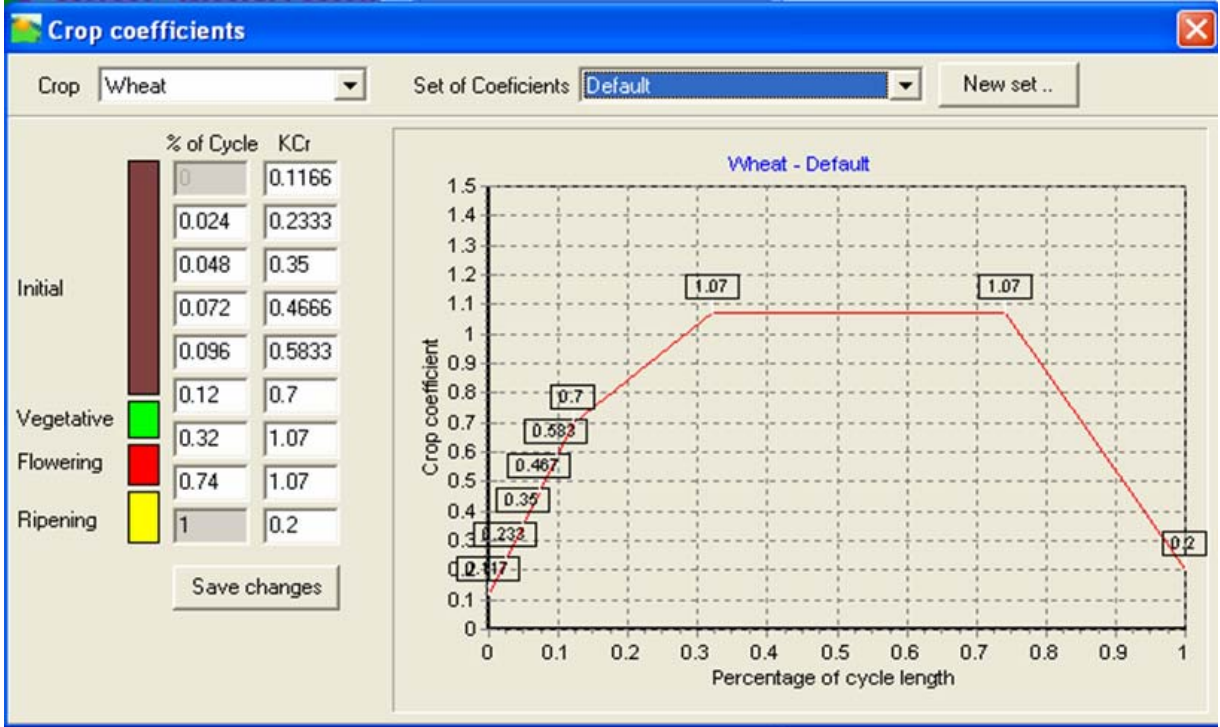 Crop coefficients
Crop Wheat Set of Coeficients Default New set ..
% of Cycle KCr
0 0.1166
0.024 0.2333
0.048 0.35
Initial
0.072 0.4666
0.096 0.5833
0.12 0.7
Vegetative
0.32 1.07
Flowering
0.74 1.07
Ripening
1 0.2
Save changes
Wheat - Default
1.5
1.4
1.3
1.2
1.1
1
0.9
0.8
0.7
0.6
0.5
0.4
0.3
0.2
0.1
0
Crop coefficient
1.07 1.07
0.7
0.583
0.467
0.35
0.233
0.117
0.2
0 0.1 0.2 0.3 0.4 0.5 0.6 0.7 0.8 0.9 1
Percentage of cycle length